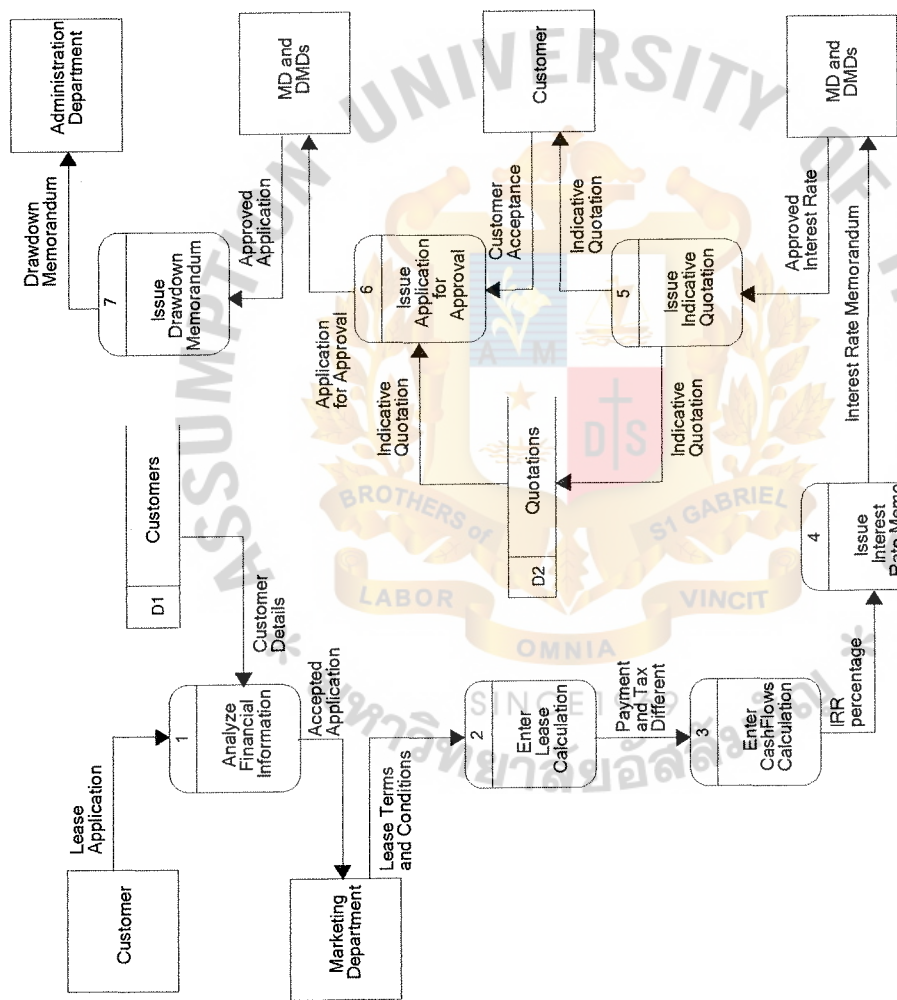 Customer
Lease
Application
1
Analyze
Financial
Information
Customer
Details
D1
Customers
Accepted
Application
Marketing
Department
Lease Terms
and Conditions
2
Enter
Lease
Calculation
Payment
and Tax
Different
3
Enter
CashFlows
Calculation
IRR
percentage
4
Issue
Interest
Interest Rate Memorandum
MD and
DMDs
Approved
Interest Rate
5
Issue
Indicative
Quotation
Indicative
Quotation
Customer
Indicative
Quotation
D2
Quotations
Indicative
Quotation
Customer
Acceptance
6
Issue
Application
for
Approval
Application
for Approval
MD and
DMDs
Approved
Application
7
Issue
Drawdown
Memorandum
Drawdown
Memorandum
Administration
Department
ASSUMPTION UNIVERSITY OF
A M
D S
BROTHERS of
S1 GABRIEL
LABOR
OMNIA
VINCIT
SINCE 1969